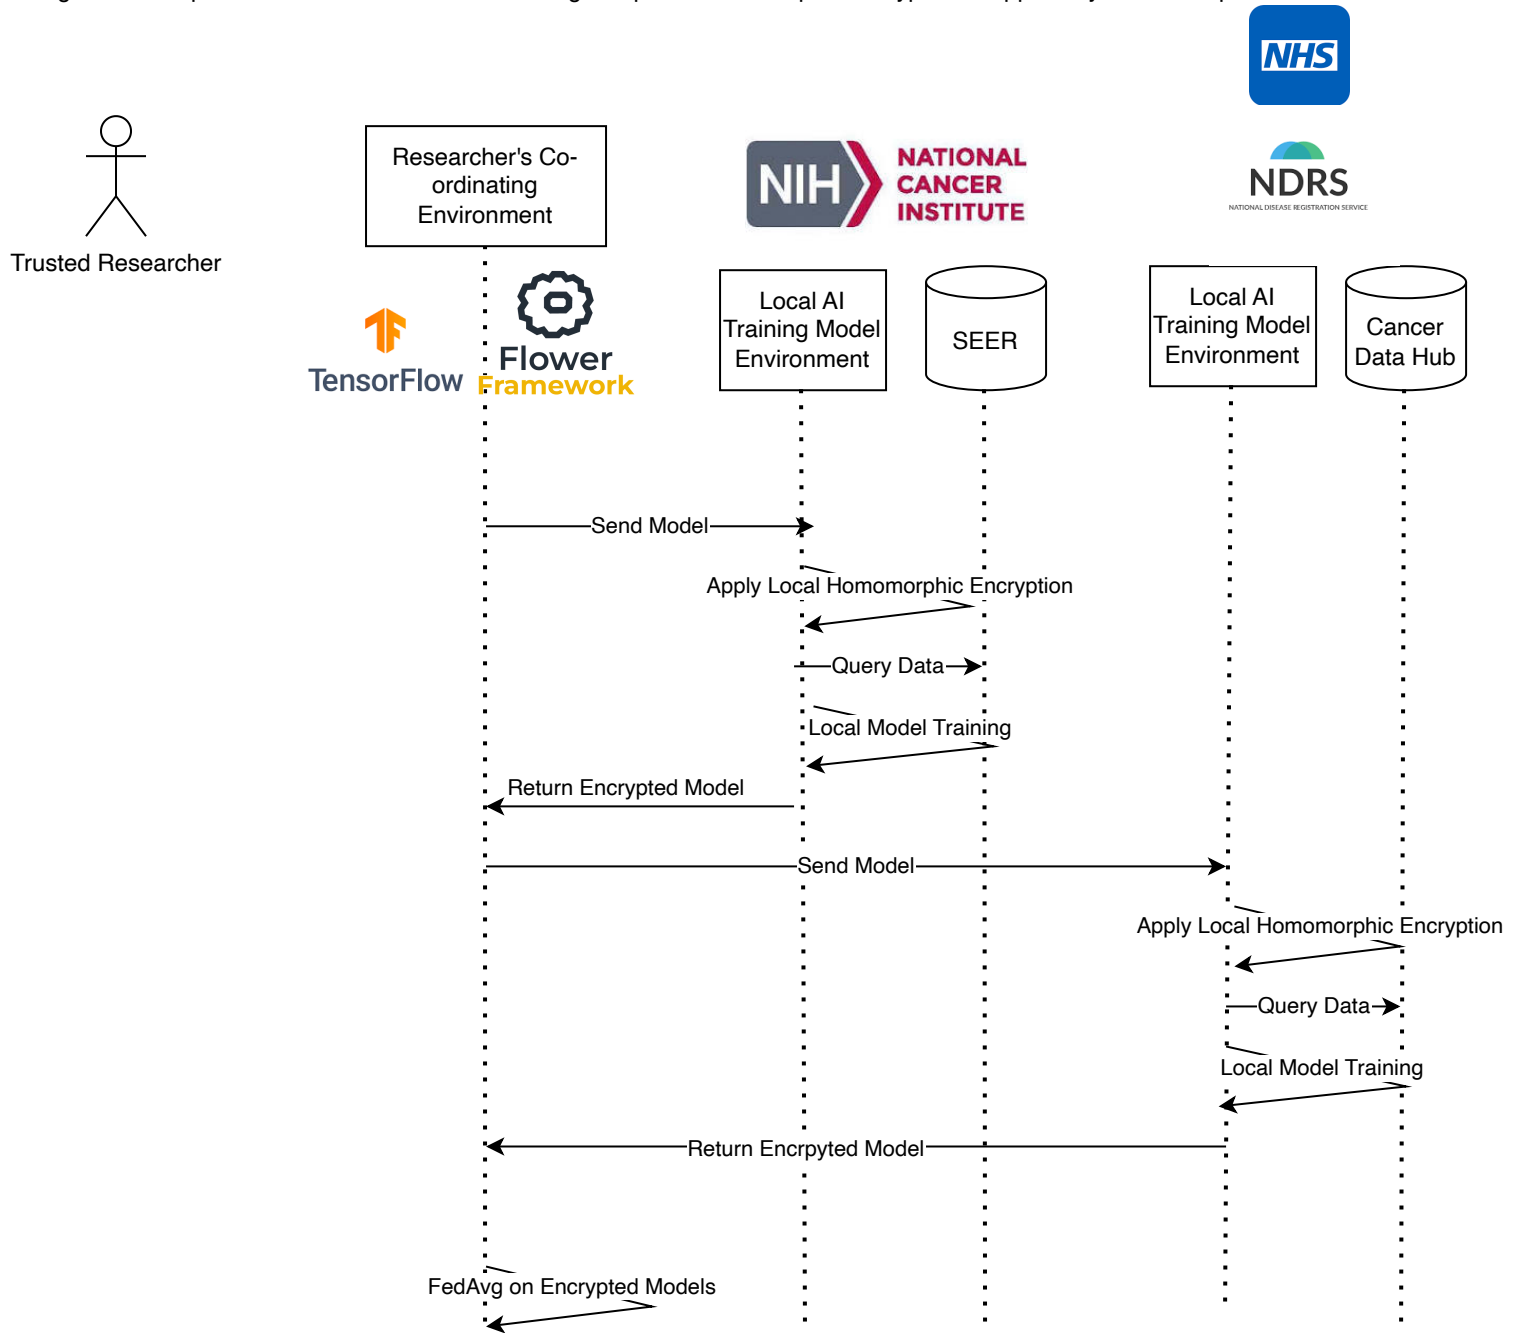 NHS
Researcher's Co-
ordinating
Environment
NIH
NATIONAL
CANCER
INSTITUTE
NDRS
NATIONAL DISEASE REGISTRATION SERVICE
Trusted Researcher
TensorFlow
Flower
Framework
Local AI
Training Model
Environment
SEER
Local AI
Training Model
Environment
Cancer
Data Hub
Send Model
Apply Local Homomorphic Encryption
Query Data
Local Model Training
Return Encrypted Model
Send Model
Apply Local Homomorphic Encryption
Query Data
Local Model Training
Return Encrpyted Model
FedAvg on Encrypted Models